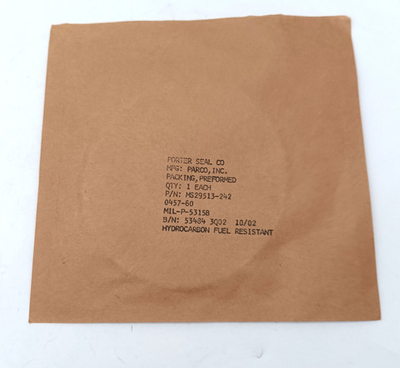 PORTER SEAL CO
MFG: PARCO,INC.
PACKING,PREFORMED
QTY: 1 EACH
P/N: MS29513-242
0457-60
MIL-P-5315B
B/N: 53484 3Q02 10/02
HYDROCARBON FUEL RESISTANT